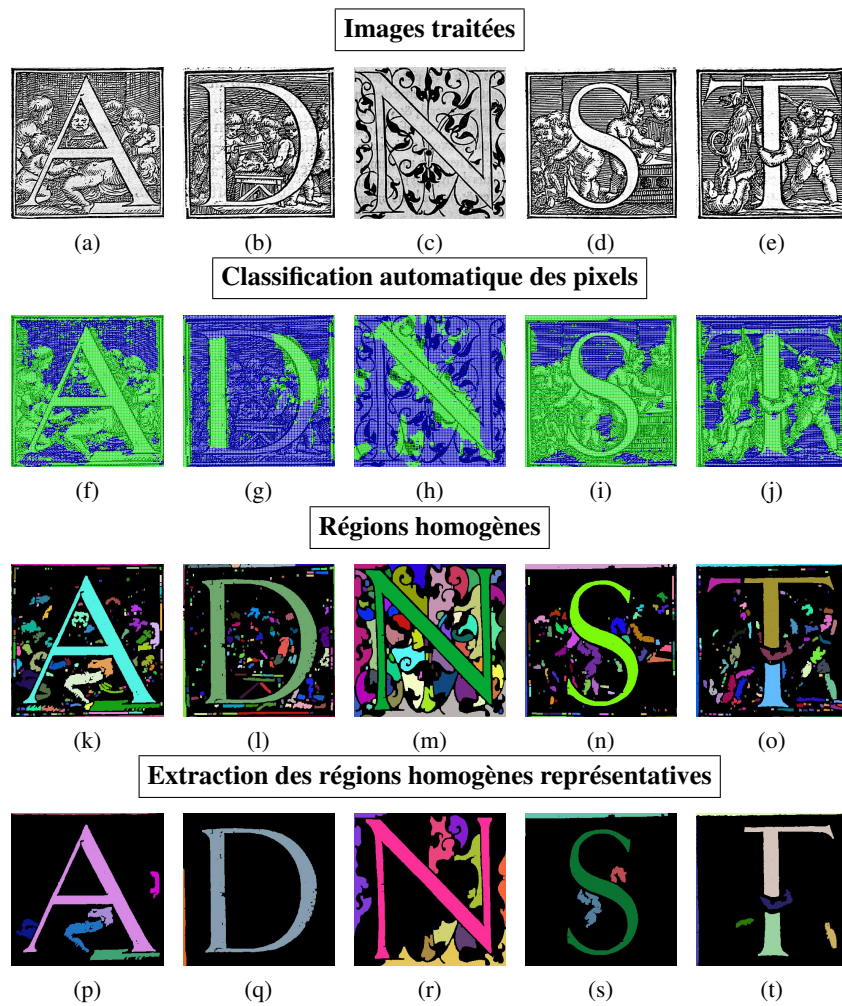 Images traitées
A D N S T
(a) (b) (c) (d) (e)
Classification automatique des pixels
A D N S T
(f) (g) (h) (i) (j)
Régions homogènes
A D N S T
(k) (l) (m) (n) (o)
Extraction des régions homogènes représentatives
A D N S T
(p) (q) (r) (s) (t)